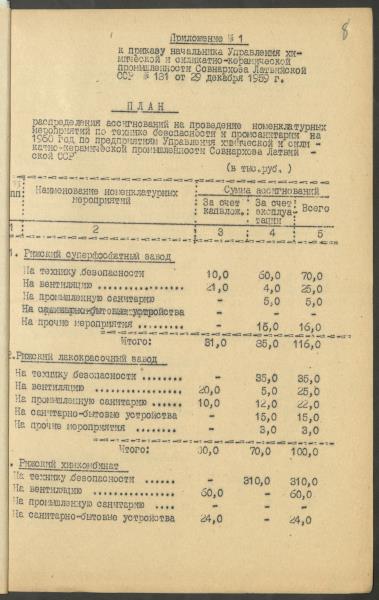 8
Приложение № 1
к приказу начальника Управления хи-
мической и силикатно-керамической
промышленности Совнархоза Латвийской
ССР № 131 от 29 декабря 1959 г.
П Л А Н
распределения ассигнований на проведение номенклатурных
мероприятий по технике безопасности и промсанитарии на
1960 год по предприятиям Управления химической и сили-
катно-керамической промышленности Совнархоза Латвий -
ской ССР
(в тыс.руб. )
пп: Наименование номенклатурных мероприятий Сумма ассигнований
За счет капвлож. За счет эксплуа- тации Всего
1 2 3 4 5
1. Рижский суперфосфатный завод
На технику безопасности 10,0 60,0 70,0
На вентиляцию ................ 21,0 4,0 25,0
На промышленную санитарию - 5,0 5,0
На санитарно-бытовые устройства - - -
На прочие мероприятия ......... - 16,0 16,0
Итого: 31,0 85,0 116,0
2.Рижский лакокрасочный завод
На технику безопасности ........ - 35,0 35,0
На вентиляцию .................. 20,0 5,0 25,0
На промышленную санитарию ..... 10,0 12,0 22,0
На санитарно-бытовые устройства - 15,0 15,0
На прочие мероприятия ........ - 3,0 3,0
Итого: 30,0 70,0 100,0
. Рижский химкомбинат
На технику безопасности ...... - 310,0 310,0
На вентиляцию ................ 60,0 - 60,0
На промышленную санитарию .... - - -
На санитарно-бытовые устройства 24,0 - 24,0